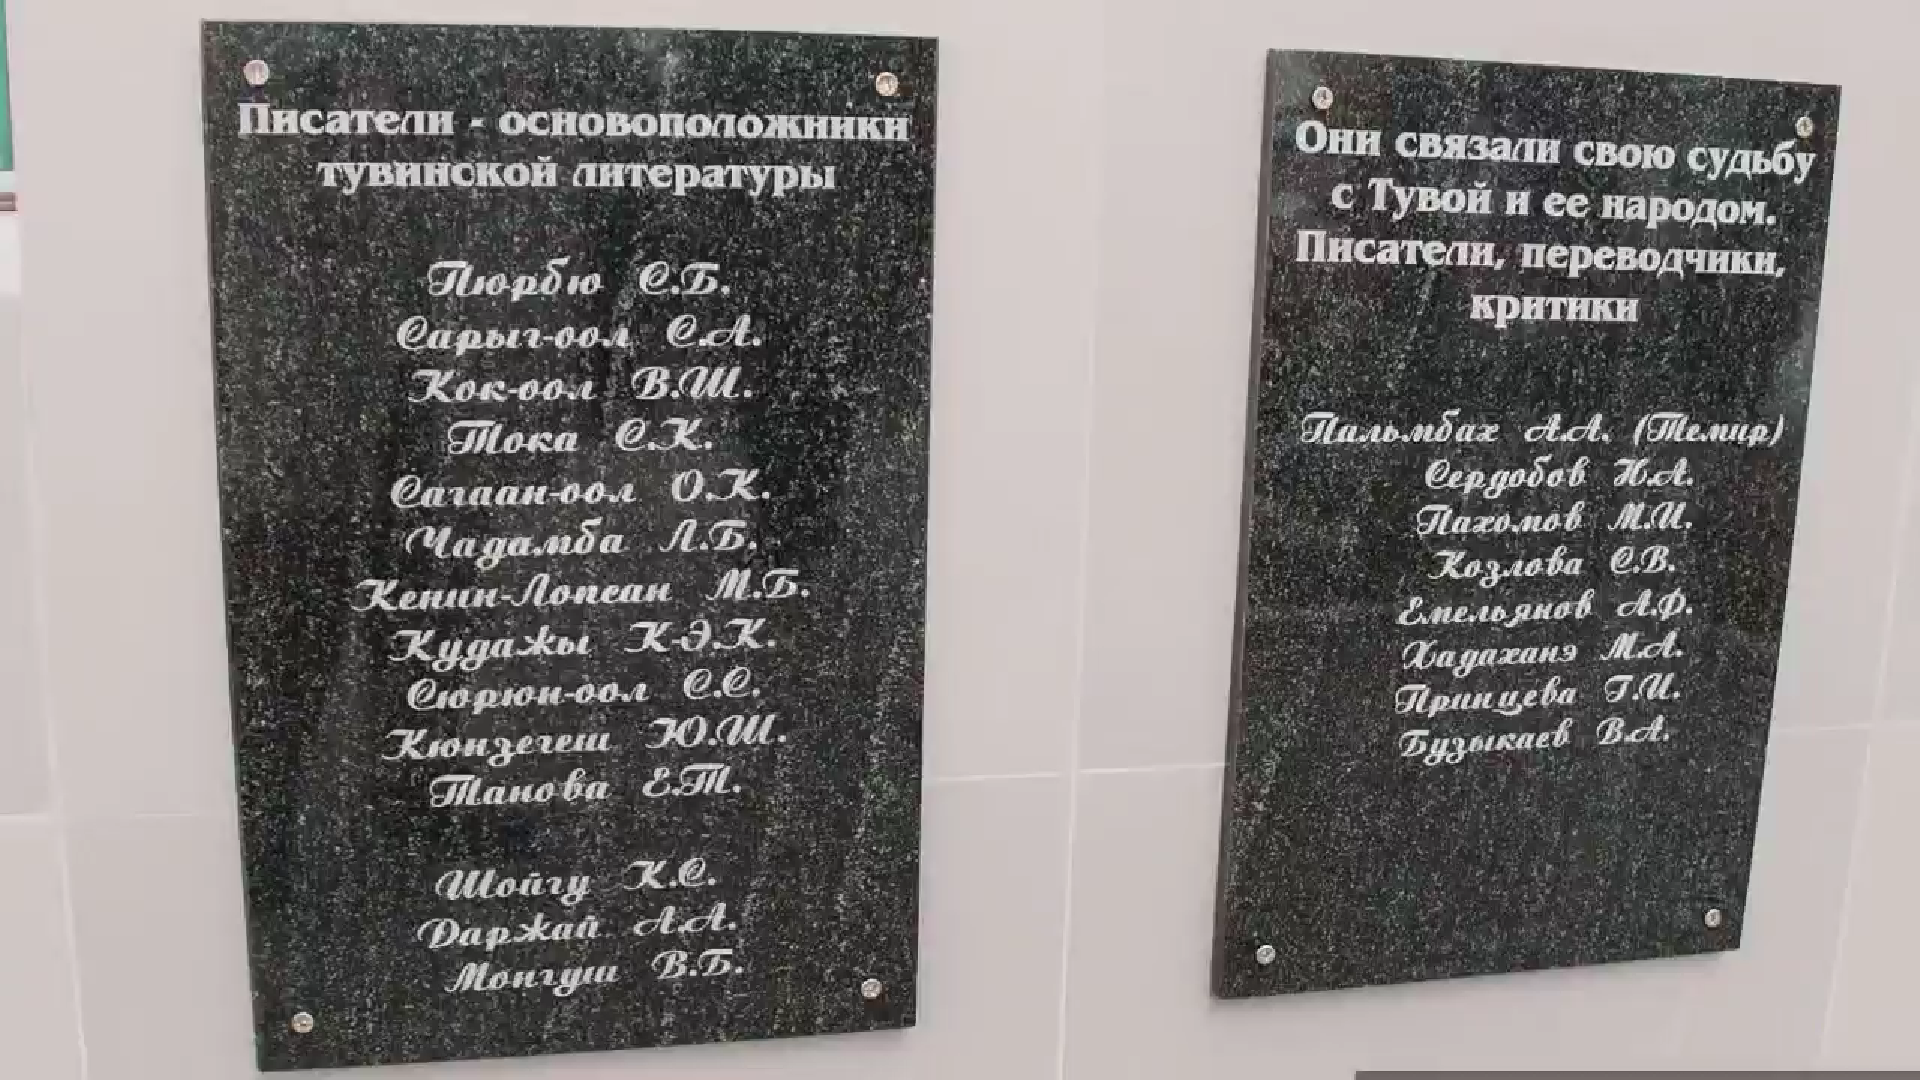 Писатели - основоположники
тувинской литературы
Пюрбю С.Б.
Сарыг-оол С.А.
Кок-оол В.Ш.
Тока С.К.
Сагаан-оол О.К.
Чадамба Л.Б.
Кенин-Лопсан М.Б.
Кудажы К-Э.К.
Сюрюн-оол С.С.
Кюнзегеш Ю.Ш.
Танова Е.Т.
Шойгу К.С.
Даржай А.А.
Монгуш В.Б.
Они связали свою судьбу
с Тувой и ее народом.
Писатели, переводчики,
критики
Пальмбах А.А. (Темир)
Сердобов Н.А.
Пахомов М.И.
Козлова С.В.
Емельянов А.Ф.
Хадаханэ М.А.
Принцева Г.И.
Бузыкаев В.А.